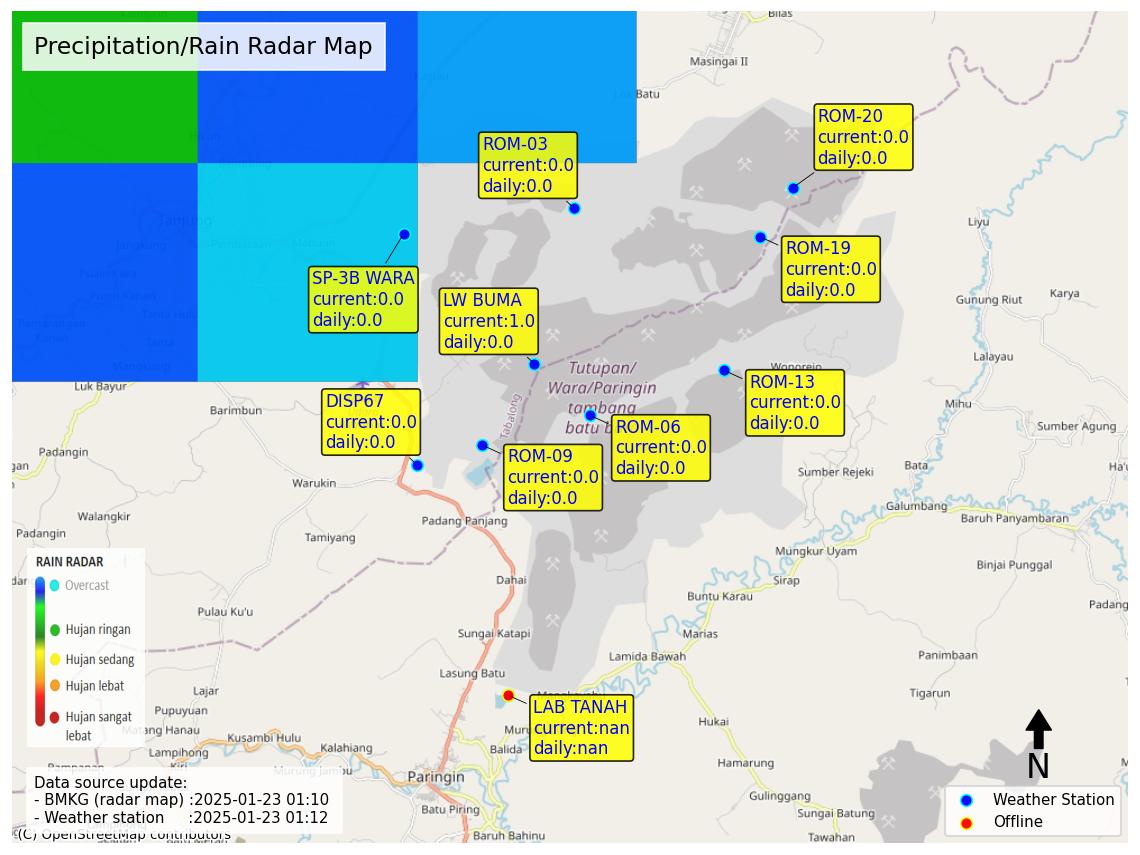 Precipitation/Rain Radar Map
Bilas
Masingai II
Batu
ROM-20
current:0.0
daily:0.0
ROM-03
current:0.0
daily:0.0
Tanjung
Liyu
ROM-19
current:0.0
daily:0.0
SP-3B WARA
current:0.0
daily:0.0
LW BUMA
current:1.0
daily:0.0
Gunung Riut
Karya
Lalayau
Tutupan/
Wara/Paringin
tambang
batu
Wonorejo
ROM-13
current:0.0
daily:0.0
Luk Bayur
Barimbun
DISP67
current:0.0
daily:0.0
Tabalong
ROM-06
current:0.0
daily:0.0
Mihu
Sumber Agung
Padangin
ROM-09
current:0.0
daily:0.0
Bata
Sumber Rejeki
Warukin
Galumbang
Baruh Panyambaran
Walangkir
Padang Panjang
Padangin
Tamiyang
Mungkur Uyam
Binjai Punggal
RAIN RADAR
Overcast
Hujan ringan
Hujan sedang
Hujan lebat
Hujan sangat
lebat
Dahai
Sirap
Buntu Karau
Pulau Ku'u
Padang
Sungai Katapi
Marias
Lamida Bawah
Panimbaan
Lasung Batu
Lajar
Tigarun
LAB TANAH
current:nan
daily:nan
Pupuyuan
Hukai
Matang Hanau
Kusambi Hulu
Kalahiang
Lampihong
Balida
Hamarung
Murung Jambu
Paringin
N
Data source update:
- BMKG (radar map) :2025-01-23 01:10
- Weather station :2025-01-23 01:12
Gulinggang
Batu Piring
Sungai Batung
Weather Station
Offline
(C) OpenStreetMap contributors
Baruh Bahinu
Tawahan